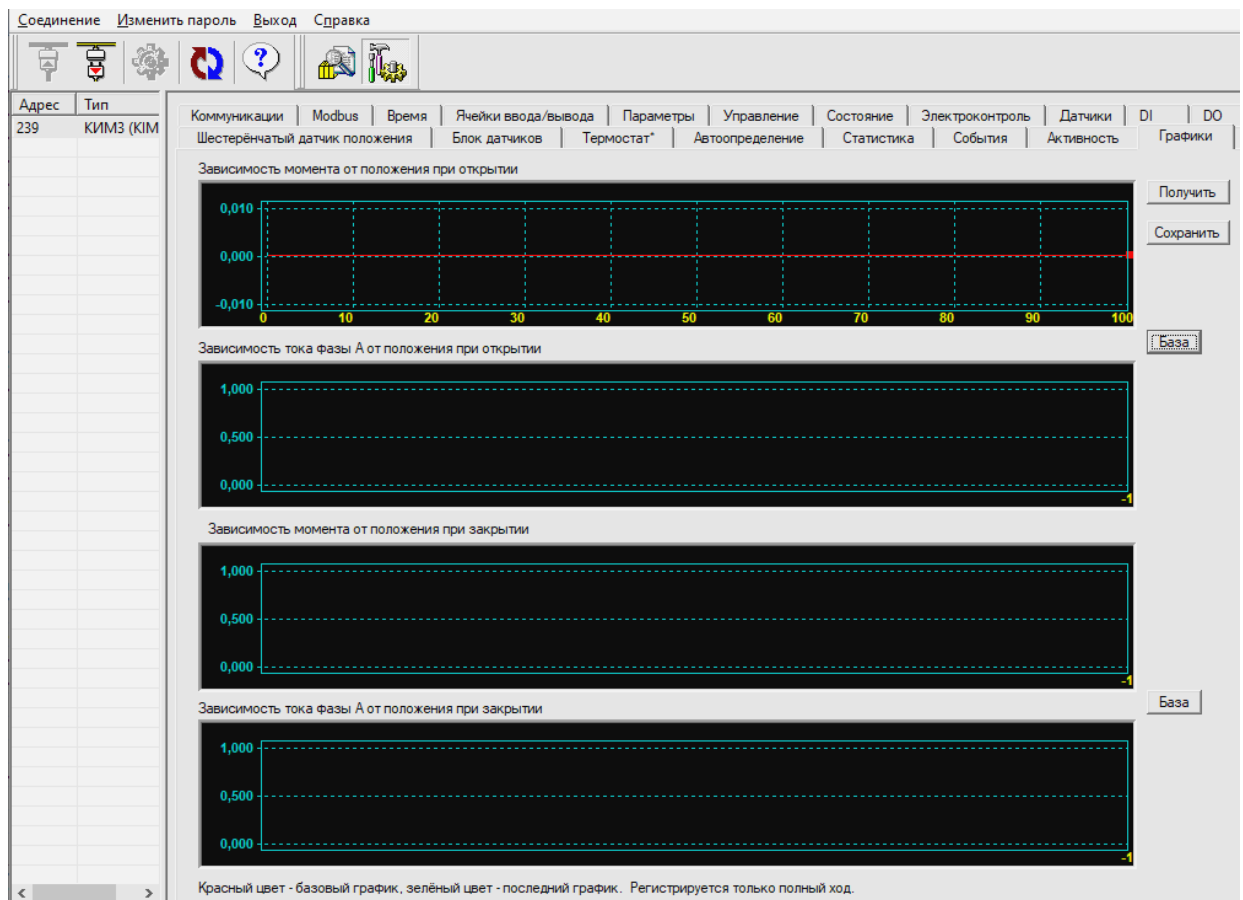 Соединение Изменить пароль Выход Справка
Адрес Тип
239 КИМ3 (KIM
Коммуникации Modbus Время Ячейки ввода/вывода Параметры Управление Состояние Электроконтроль Датчики DI DO
Шестерёнчатый датчик положения Блок датчиков Термостат* Автоопределение Статистика События Активность Графики
Зависимость момента от положения при открытии
Получить
Сохранить
0,010
0,000
-0,010
0 10 20 30 40 50 60 70 80 90 100
Зависимость тока фазы А от положения при открытии
База
1,000
0,500
0,000
-1
Зависимость момента от положения при закрытии
1,000
0,500
0,000
-1
Зависимость тока фазы А от положения при закрытии
База
1,000
0,500
0,000
-1
Красный цвет - базовый график, зелёный цвет - последний график. Регистрируется только полный ход.